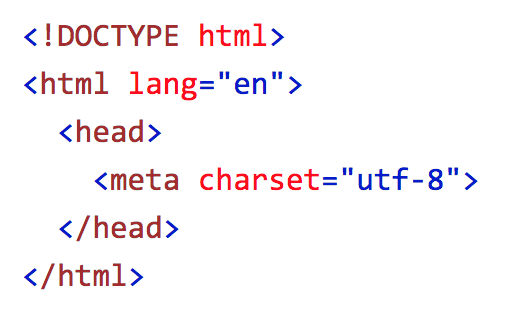 <!DOCTYPE html>
<html lang="en">
  <head>
    <meta charset="utf-8">
  </head>
</html>